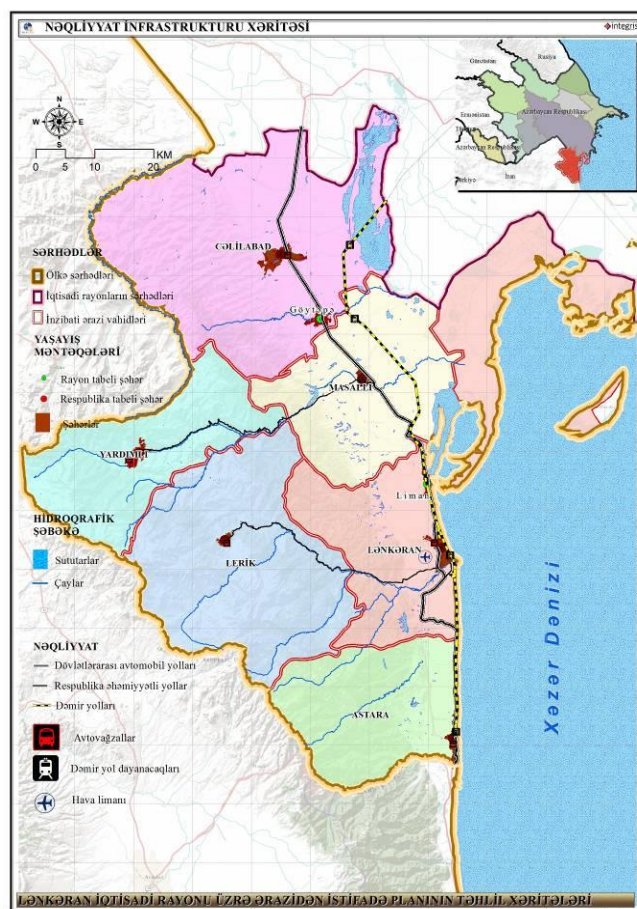 NƏQLİYYAT İNFRASTRUKTURU XƏRİTƏSİ
integris
Rusiya
Gürcüstan
Azərbaycan Respublikası
Ermənistan
Azərbaycan Respublikası
Türkiyə
İran
N
W
E
S
0
10
20
KM
SƏRHƏDLƏR
Ölkə sərhədləri
İqtisadi rayonların sərhədləri
İnzibati ərazi vahidləri
YAŞAYIŞ
MƏNTƏQƏLƏRİ
Rayon tabeli şəhər
Respublika tabeli şəhər
Şəhərlər
HİDROQRAFİK
ŞƏBƏKƏ
Sututarlar
Çaylar
NƏQLİYYAT
Dövlətlərarası avtomobil yolları
Respublika əhəmiyyətli yollar
Dəmir yolları
Avtovağzallar
Dəmir yol dayanacaqları
Hava limanı
CƏLİLABAD
Göytəpə
MASALLI
YARDIMLI
Liman
LƏNKƏRAN
LERİK
ASTARA
Xəzər Dənizi
LƏNKƏRAN İQTİSADİ RAYONU ÜZRƏ ƏRAZİDƏN İSTİFADƏ PLANININ TƏHLİL XƏRİTƏLƏRİ